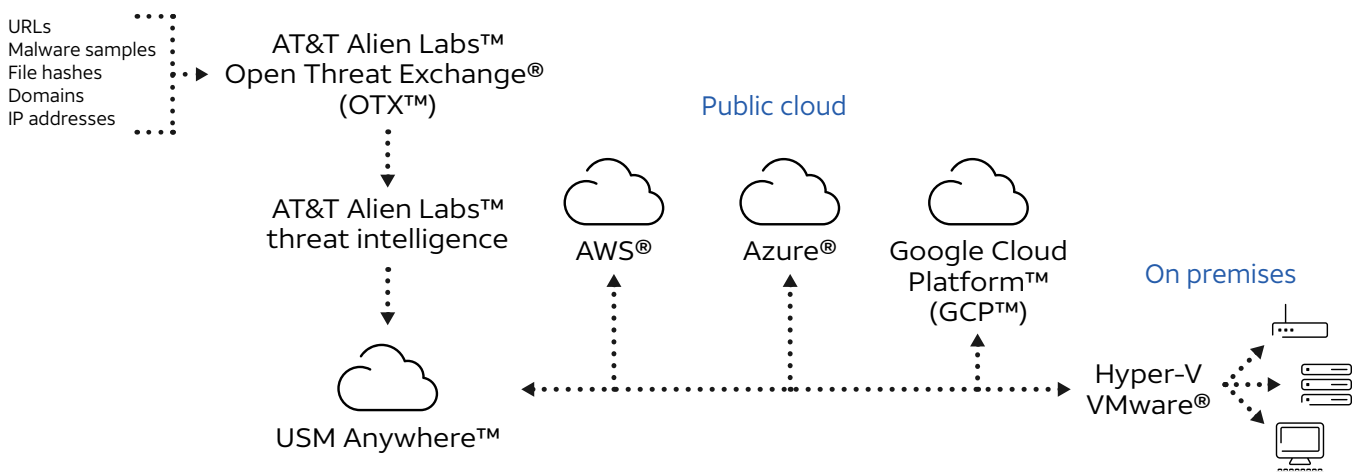 URLs
Malware samples
File hashes
Domains
IP addresses
AT&T Alien Labs™
Open Threat Exchange®
(OTX™)
AT&T Alien Labs™
threat intelligence
USM Anywhere™
Public cloud
AWS®
Azure®
Google Cloud
Platform™
(GCP™)
On premises
Hyper-V
VMware®